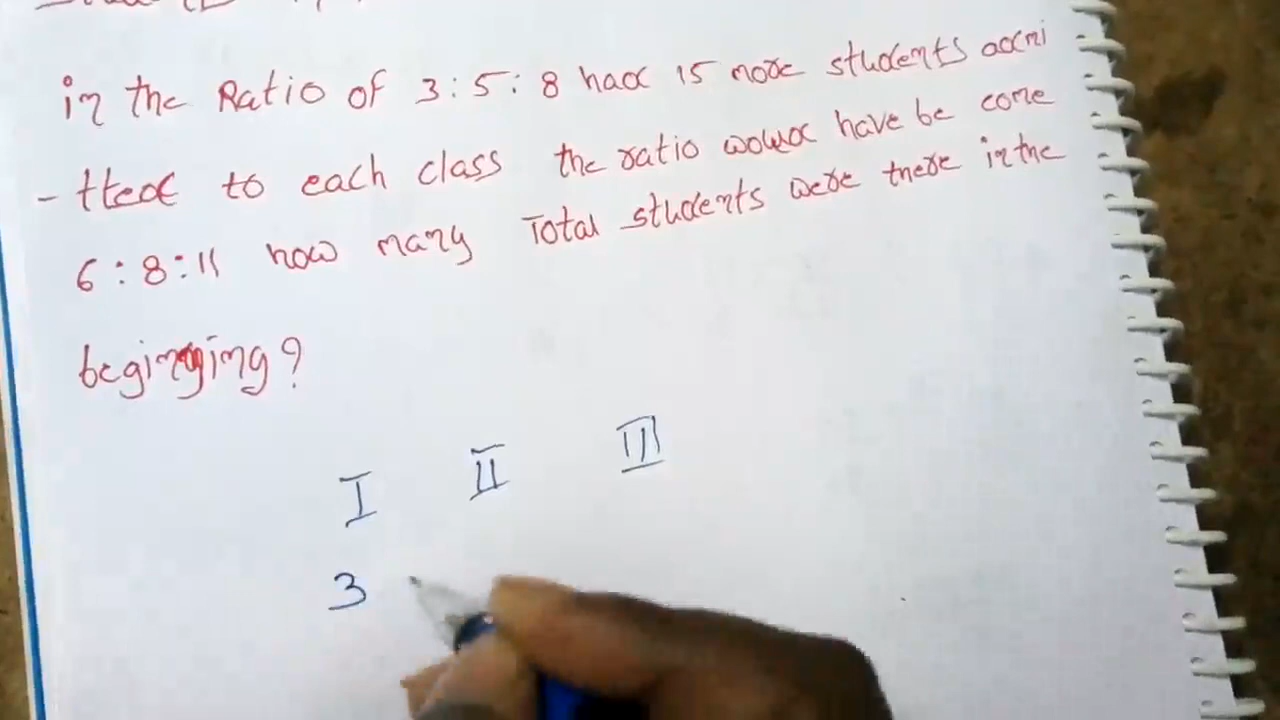 in the Ratio of 3:5:8 had 15 more students admi
-tted to each class the ratio would have be come
6:8:11 how many Total students were there in the
beginging?
I II III
3